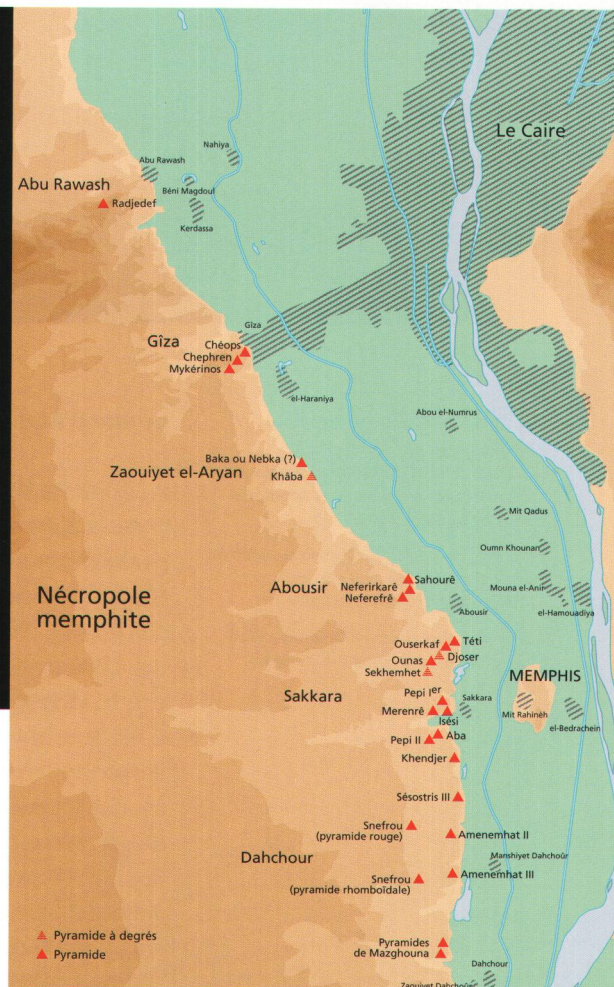 Le Caire
Nahiya
Abu Rawash
Béni Magdoul
Kerdassa
Abu Rawash
Radjedef
Gîza
Gîza
Chéops
Chephren
Mykérinos
el-Haraniya
Abou el-Numrus
Baka ou Nebka (?)
Zaouiyet el-Aryan
Khâba
Mit Qadus
Oumn Khounan
Mouna el-Anir
el-Hamouadiya
Nécropole
memphite
Abousir
Sahourê
Neferirkarê
Neferefrê
Abousir
Ouserkaf
Téti
Ounas
Djoser
Sekhemhet
MEMPHIS
Sakkara
Pepi Ier
Sakkara
Merenrê
Isési
Mit Rahineh
el-Bedrachein
Pepi II
Aba
Khendjer
Sésostris III
Snefrou
(pyramide rouge)
Amenemhat II
Dahchour
Manshiyet Dahchoûr
Amenemhat III
Snefrou
(pyramide rhomboïdale)
Pyramide à degrés
Pyramide
Pyramides
de Mazghouna
Dahchour
Zaouiyet Dahchoûr